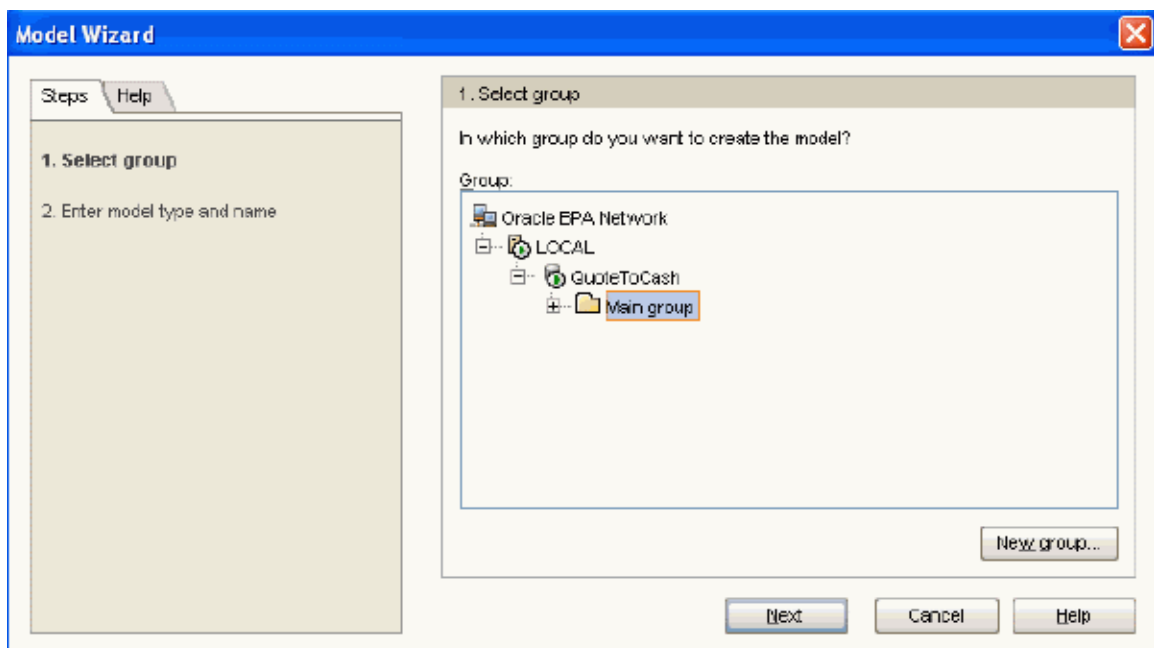 Model Wizard
Steps
Help
1. Select group
2. Enter model type and name
1. Select group
In which group do you want to create the model?
Group:
Oracle BPA Network
LOCAL
QuoteToCash
Main group
New group...
Next
Cancel
Help